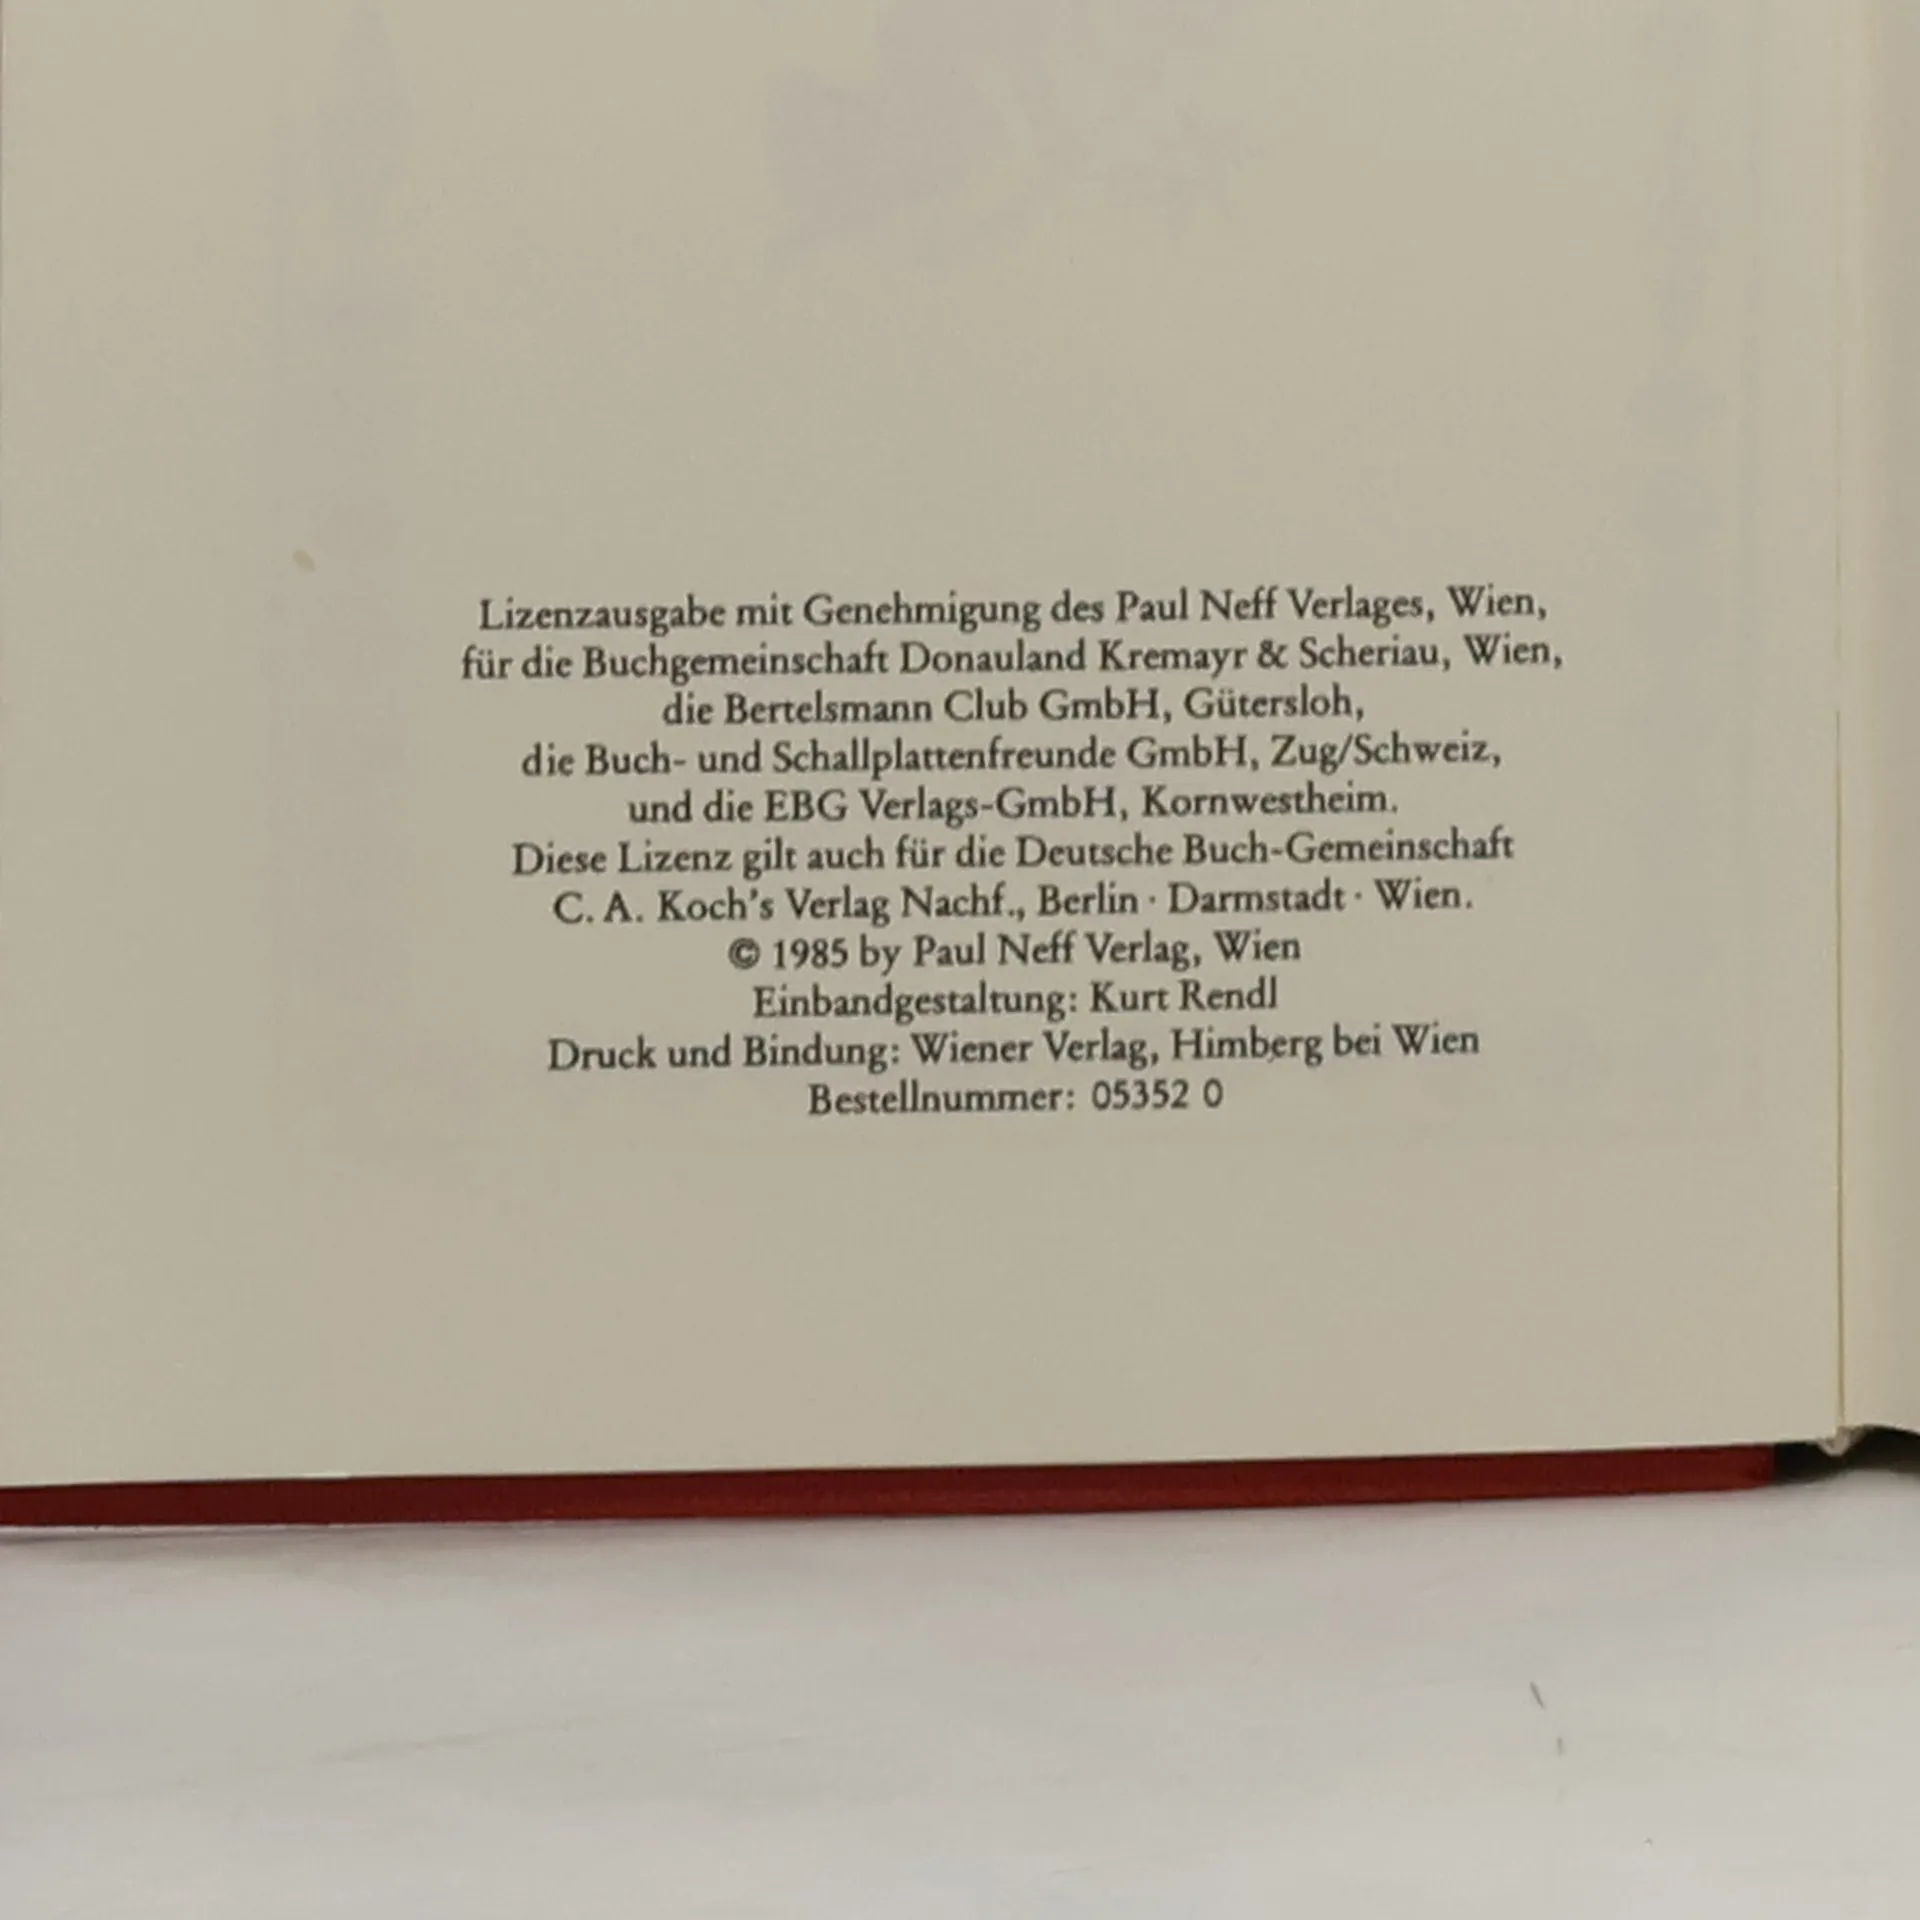 Lizenzausgabe mit Genehmigung des Paul Neff Verlages, Wien,
für die Buchgemeinschaft Donauland Kremayr & Scheriau, Wien,
die Bertelsmann Club GmbH, Gütersloh,
die Buch- und Schallplattenfreunde GmbH, Zug/Schweiz,
und die EBG Verlags-GmbH, Kornwestheim.
Diese Lizenz gilt auch für die Deutsche Buch-Gemeinschaft
C. A. Koch's Verlag Nachf., Berlin · Darmstadt · Wien.
© 1985 by Paul Neff Verlag, Wien
Einbandgestaltung: Kurt Rendl
Druck und Bindung: Wiener Verlag, Himberg bei Wien
Bestellnummer: 05352 0